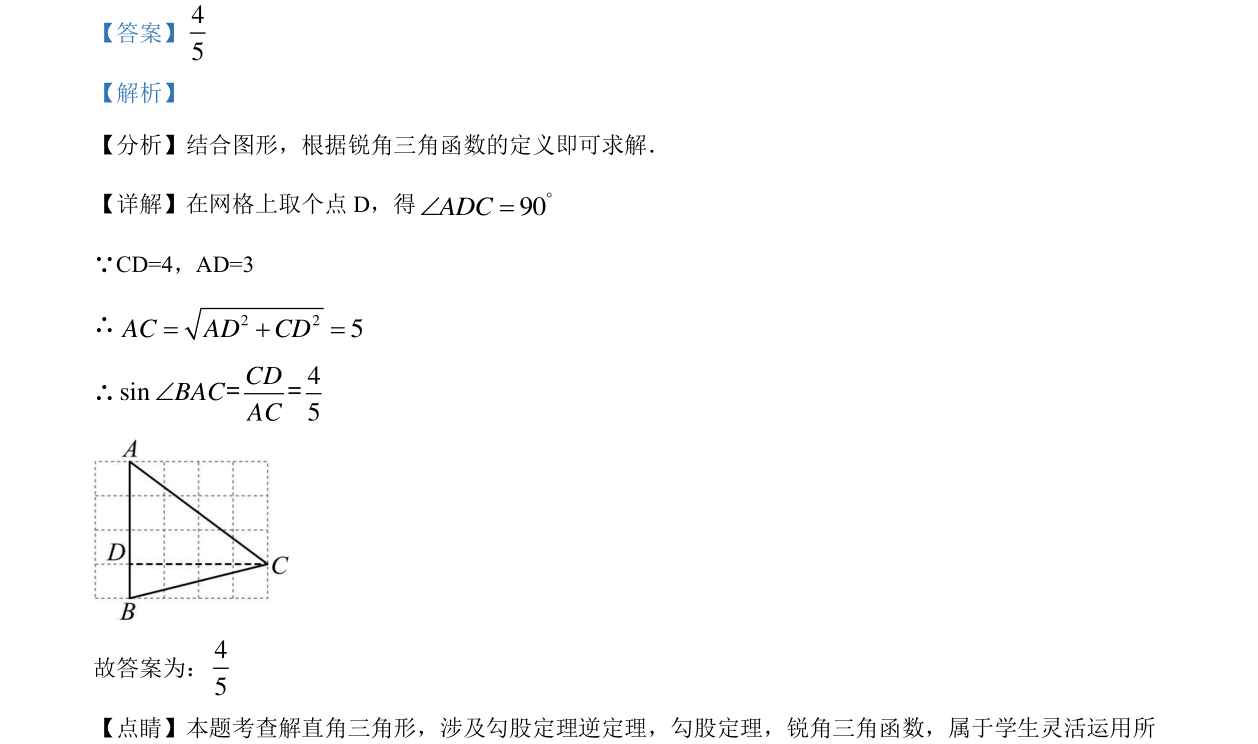 【答案】4/5
【解析】
【分析】结合图形，根据锐角三角函数的定义即可求解．
【详解】在网格上取个点 D，得 ∠ADC = 90°
∵CD=4，AD=3
∴ AC = √(AD² + CD²) = 5
∴ sin ∠BAC = CD/AC = 4/5
A
D
C
B
故答案为：4/5
【点睛】本题考查解直角三角形，涉及勾股定理逆定理，勾股定理，锐角三角函数，属于学生灵活运用所